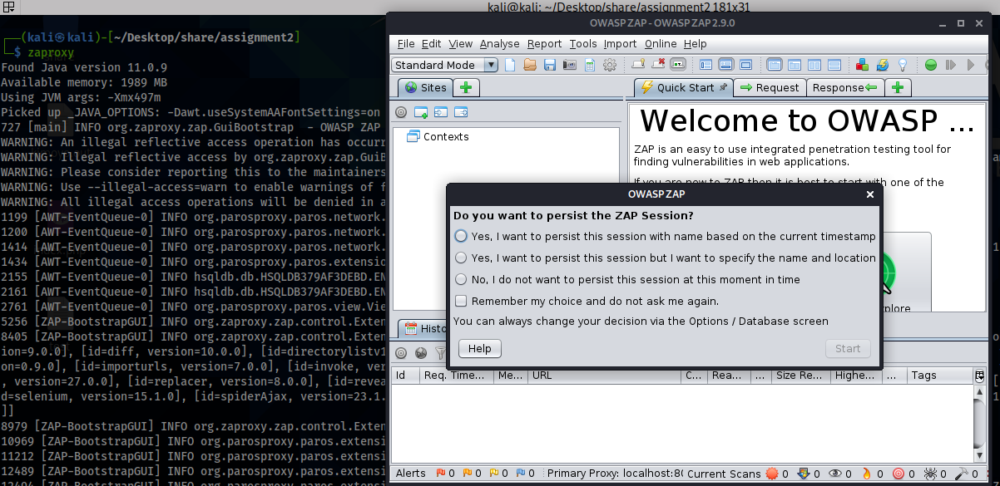 kali@kali: ~/Desktop/share/assignment2 181x31
(kali㉿kali)-[~/Desktop/share/assignment2]
$ zaproxy
Found Java version 11.0.9
Available memory: 1989 MB
Using JVM args: -Xmx497m
Picked up _JAVA_OPTIONS: -Dawt.useSystemAAFontSettings=on
727 [main] INFO org.zaproxy.zap.GuiBootstrap - OWASP ZAP
WARNING: An illegal reflective access operation has occurr
WARNING: Illegal reflective access by org.zaproxy.zap.GuiB
WARNING: Please consider reporting this to the maintainers
WARNING: Use --illegal-access=warn to enable warnings of f
WARNING: All illegal access operations will be denied in a
1199 [AWT-EventQueue-0] INFO org.parosproxy.paros.network.
1200 [AWT-EventQueue-0] INFO org.parosproxy.paros.network.
1414 [AWT-EventQueue-0] INFO org.parosproxy.paros.network.
1434 [AWT-EventQueue-0] INFO org.parosproxy.paros.extensio
2155 [AWT-EventQueue-0] INFO hsqldb.db.HSQLDB379AF3DEBD.EN
2161 [AWT-EventQueue-0] INFO hsqldb.db.HSQLDB379AF3DEBD.EN
2761 [AWT-EventQueue-0] INFO org.parosproxy.paros.view.Vie
5256 [ZAP-BootstrapGUI] INFO org.zaproxy.zap.control.Exten
8405 [ZAP-BootstrapGUI] INFO org.zaproxy.zap.control.Exten
ion=9.0.0], [id=diff, version=10.0.0], [id=directorylistv1
on=0.9.0], [id=importurls, version=7.0.0], [id=invoke, ver
, version=27.0.0], [id=replacer, version=8.0.0], [id=revea
d=selenium, version=15.1.0], [id=spiderAjax, version=23.1.
]]
8979 [ZAP-BootstrapGUI] INFO org.zaproxy.zap.control.Exten
10969 [ZAP-BootstrapGUI] INFO org.parosproxy.paros.extensi
11212 [ZAP-BootstrapGUI] INFO org.parosproxy.paros.extensi
12489 [ZAP-BootstrapGUI] INFO org.parosproxy.paros.extensi
12494 [ZAP-BootstrapGUI] INFO org.parosproxy.paros.extensi
OWASP ZAP - OWASP ZAP 2.9.0
File Edit View Analyse Report Tools Import Online Help
Standard Mode
Sites
Quick Start Request Response
Contexts
Welcome to OWASP ...
ZAP is an easy to use integrated penetration testing tool for
finding vulnerabilities in web applications.
If you are new to ZAP then it is best to start with one of the
plore
OWASP ZAP
Do you want to persist the ZAP Session?
Yes, I want to persist this session with name based on the current timestamp
Yes, I want to persist this session but I want to specify the name and location
No, I do not want to persist this session at this moment in time
Remember my choice and do not ask me again.
You can always change your decision via the Options / Database screen
Help Start
Histo
Id Req. Time... Me... URL C... Rea... ... Size Re... Highe... ... Tags
Alerts 0 0 0 0 Primary Proxy: localhost:80 Current Scans 0 0 0 0 0 0 0